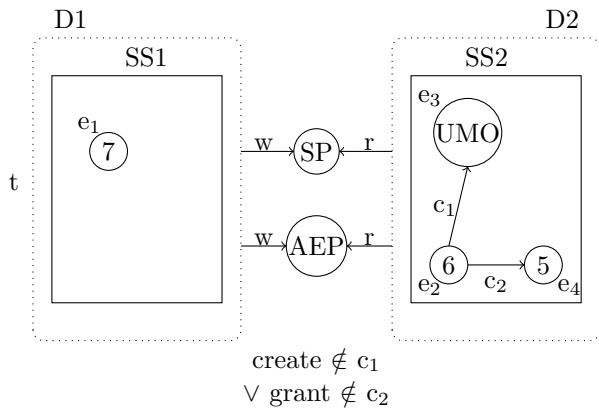 D1
D2
SS1
SS2
e₁
7
t
w
SP
r
e₃
UMO
c₁
w
AEP
r
6
e₂
c₂
5
e₄
create ∉ c₁
∨ grant ∉ c₂